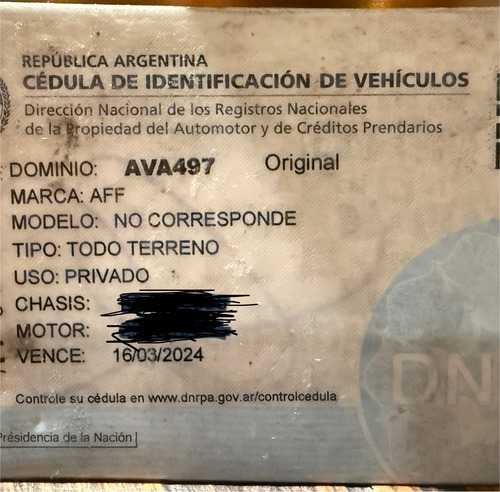 REPÚBLICA ARGENTINA
CÉDULA DE IDENTIFICACIÓN DE VEHÍCULOS
Dirección Nacional de los Registros Nacionales
de la Propiedad del Automotor y de Créditos Prendarios
DOMINIO: AVA497 Original
MARCA: AFF
MODELO: NO CORRESPONDE
TIPO: TODO TERRENO
USO: PRIVADO
CHASIS:
MOTOR:
VENCE: 16/03/2024
Controle su cédula en www.dnrpa.gov.ar/controlcedula
DN
Présidencia de la Nación